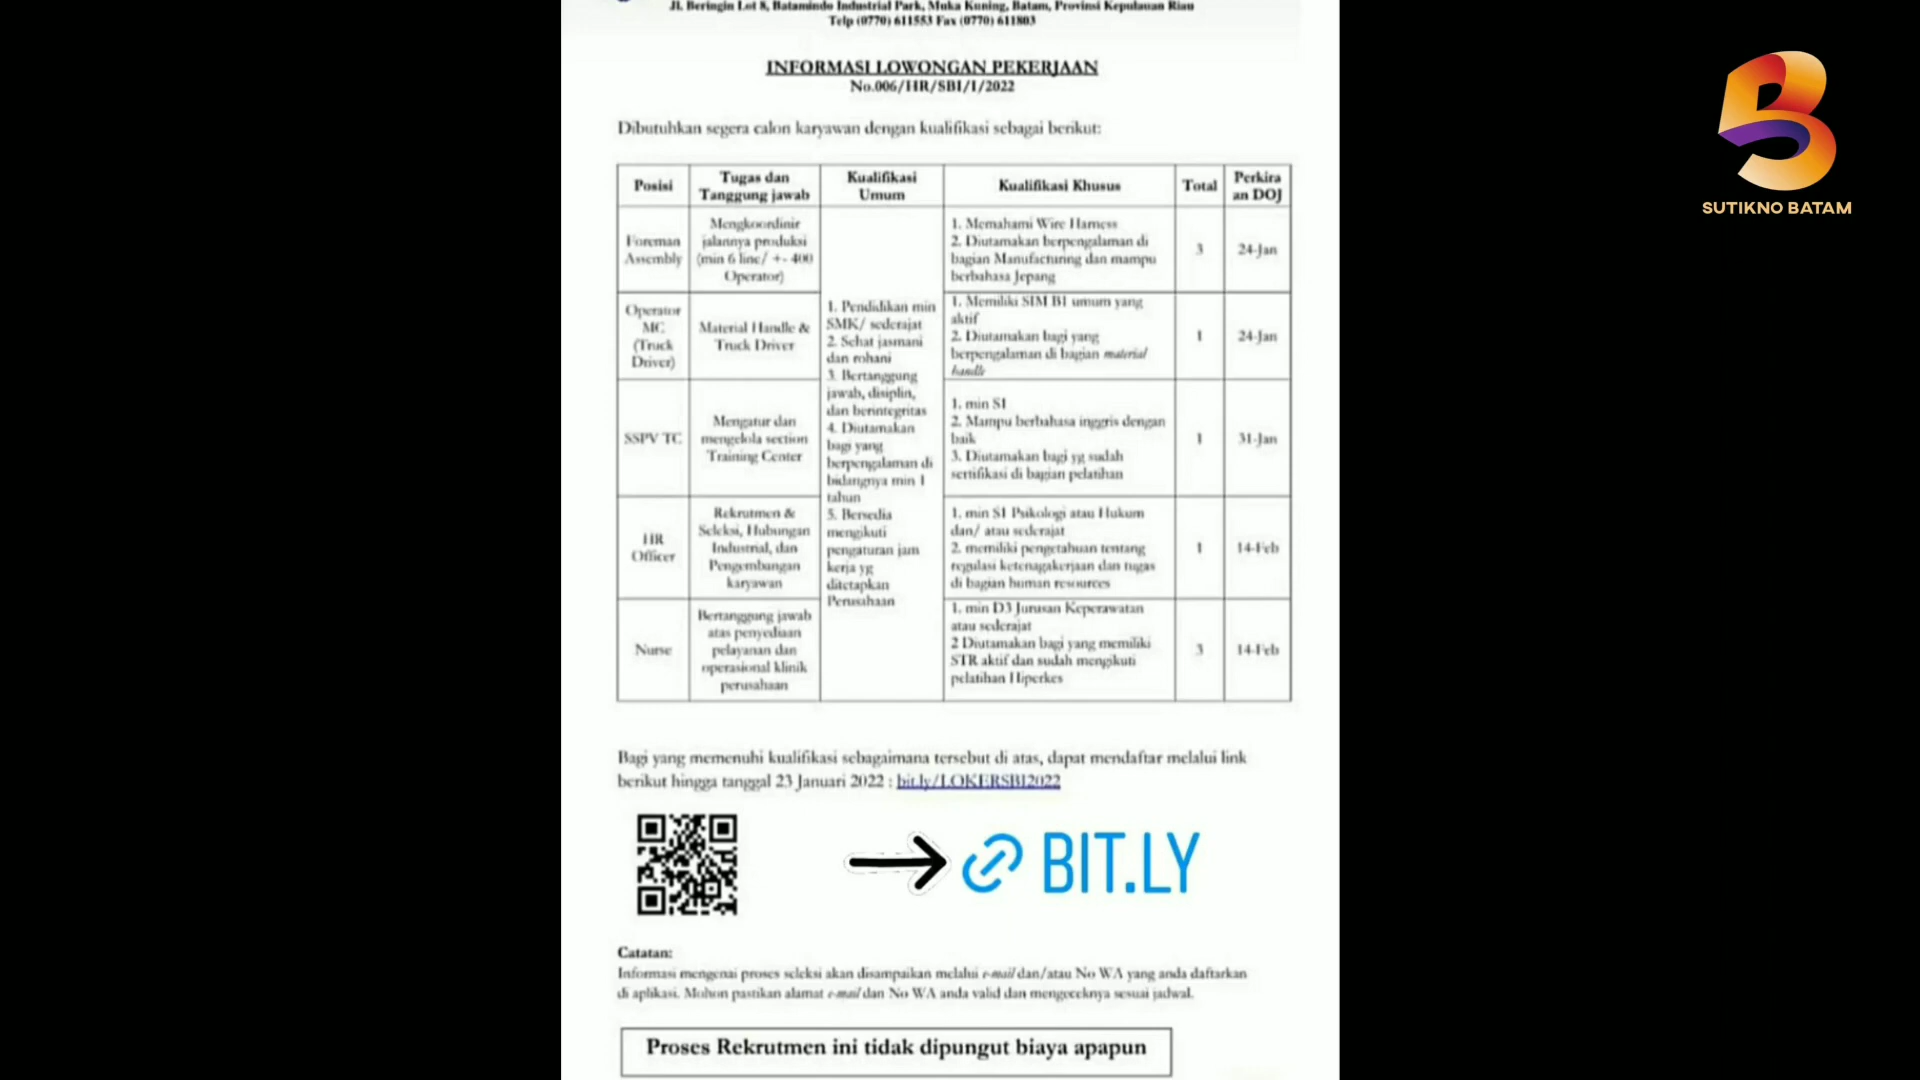 Jl. Beringin Lot 8, Batamindo Industrial Park, Muka Kuning, Batam, Provinsi Kepulauan Riau
Telp (0770) 611553 Fax (0770) 611803
INFORMASI LOWONGAN PEKERJAAN
No.006/HR/SBI/I/2022
Dibutuhkan segera calon karyawan dengan kualifikasi sebagai berikut:
Posisi
Tugas dan
Tanggung jawab
Kualifikasi
Umum
Kualifikasi Khusus
Total
Perkira
an DOJ
Foreman
Assembly
Mengkoordinir
jalannya produksi
(min 6 line/ +- 400
Operator)
1. Pendidikan min
SMK/ sederajat
2. Sehat jasmani
dan rohani
3. Bertanggung
jawab, disiplin,
dan berintegritas
4. Diutamakan
bagi yang
berpengalaman di
bidangnya min 1
tahun
5. Bersedia
mengikuti
pengaturan jam
kerja yg
ditetapkan
Perusahaan
1. Memahami Wire Harness
2. Diutamakan berpengalaman di
bagian Manufacturing dan mampu
berbahasa Jepang
3
24-Jan
Operator
MC
(Truck
Driver)
Material Handle &
Truck Driver
1. Memiliki SIM B1 umum yang
aktif
2. Diutamakan bagi yang
berpengalaman di bagian material
handle
1
24-Jan
SSPV TC
Mengatur dan
mengelola section
Training Center
1. min S1
2. Mampu berbahasa inggris dengan
baik
3. Diutamakan bagi yg sudah
sertifikasi di bagian pelatihan
1
31-Jan
HR
Officer
Rekrutmen &
Seleksi, Hubungan
Industrial, dan
Pengembangan
karyawan
1. min S1 Psikologi atau Hukum
dan/ atau sederajat
2. memiliki pengetahuan tentang
regulasi ketenagakerjaan dan tugas
di bagian human resources
1
14-Feb
Nurse
Bertanggung jawab
atas penyediaan
pelayanan dan
operasional klinik
perusahaan
1. min D3 Jurusan Keperawatan
atau sederajat
2 Diutamakan bagi yang memiliki
STR aktif dan sudah mengikuti
pelatihan Hiperkes
3
14-Feb
Bagi yang memenuhi kualifikasi sebagaimana tersebut di atas, dapat mendaftar melalui link
berikut hingga tanggal 23 Januari 2022 : bit.ly/LOKERSBI2022
BIT.LY
Catatan:
Informasi mengenai proses seleksi akan disampaikan melalui e-mail dan/atau No WA yang anda daftarkan
di aplikasi. Mohon pastikan alamat e-mail dan No WA anda valid dan mengeceknya sesuai jadwal.
Proses Rekrutmen ini tidak dipungut biaya apapun
SUTIKNO BATAM